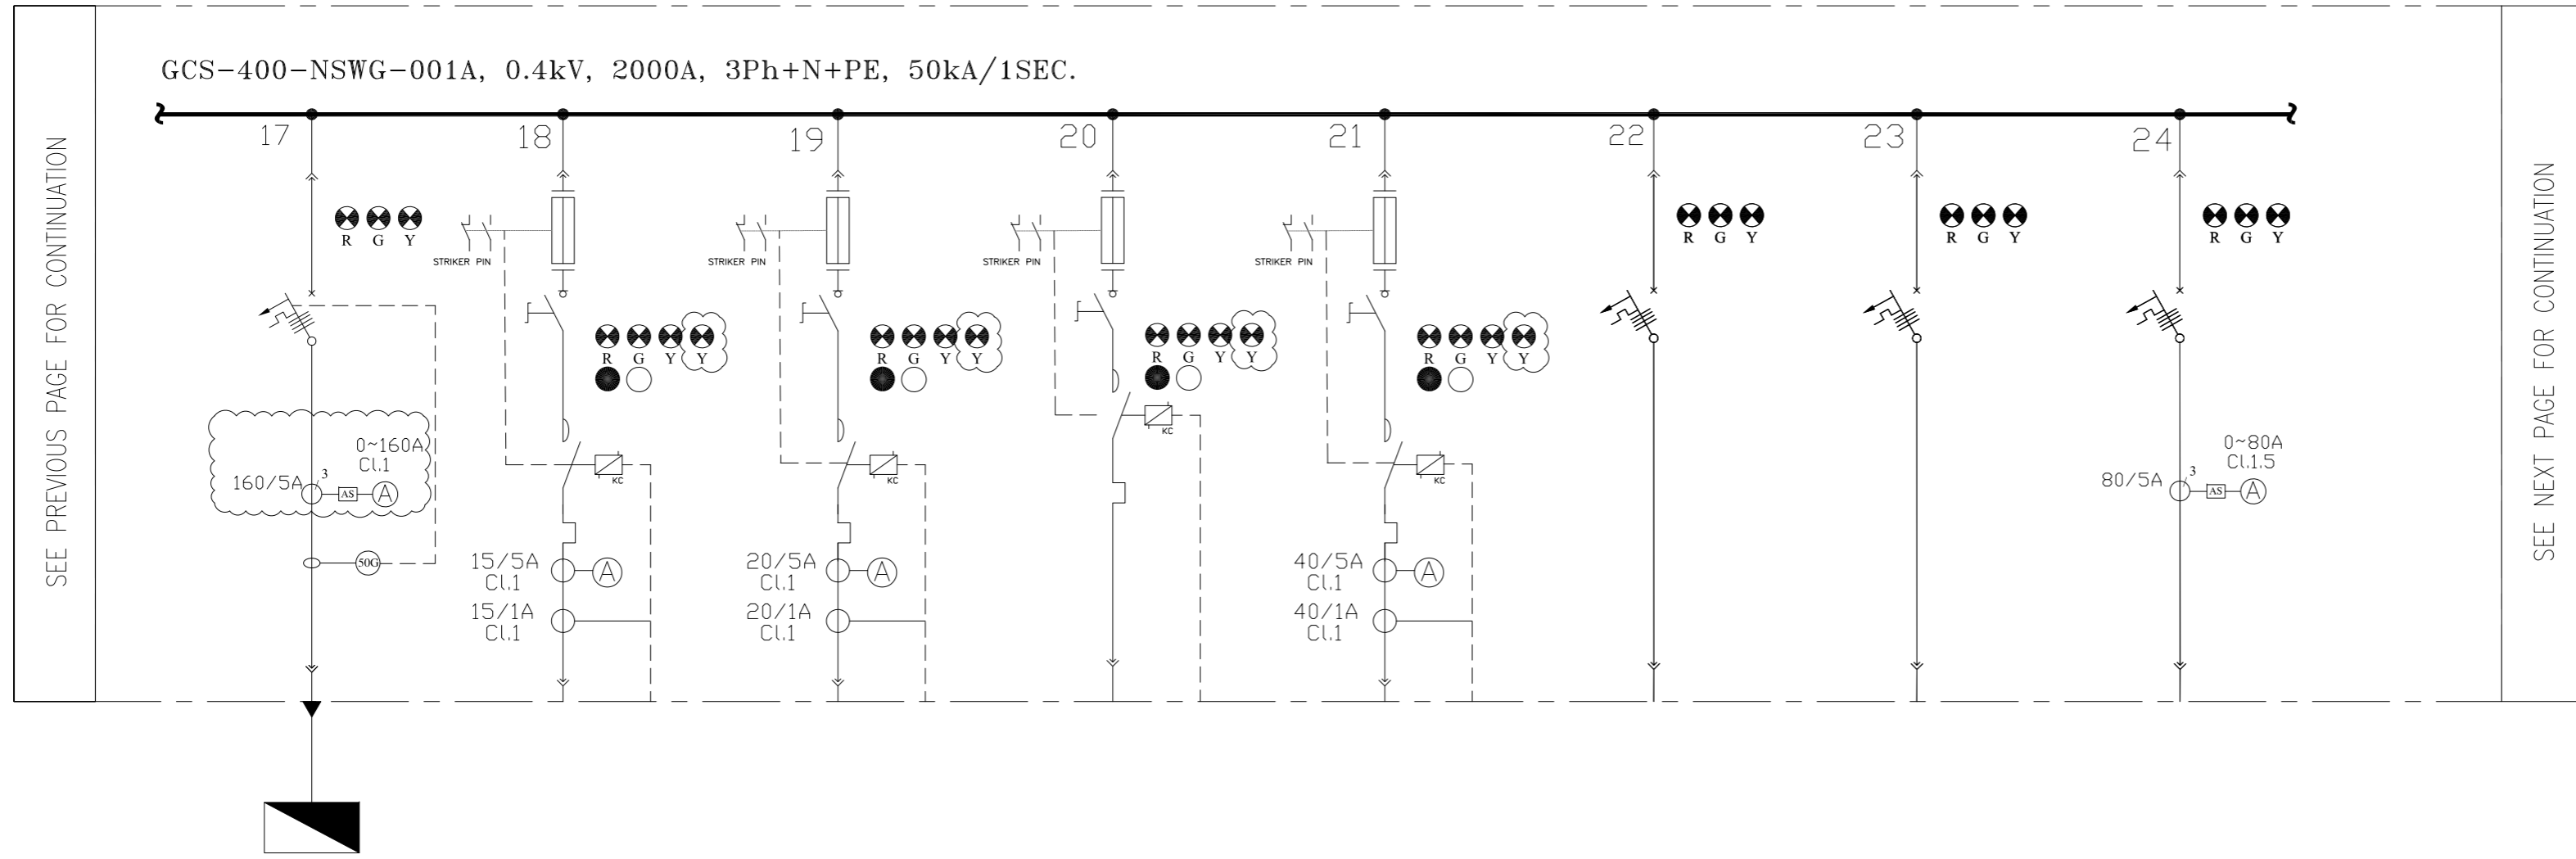 GCS-400-NSWG-001A, 0.4kV, 2000A, 3Ph+N+PE, 50kA/1SEC.
SEE PREVIOUS PAGE FOR CONTINUATION
17
R G Y
0~160A
Cl.1
160/5A
3
AS
A
50G
18
STRIKER PIN
R G Y Y
KC
15/5A
Cl.1
A
15/1A
Cl.1
19
STRIKER PIN
R G Y Y
KC
20/5A
Cl.1
A
20/1A
Cl.1
20
STRIKER PIN
R G Y Y
KC
21
STRIKER PIN
R G Y Y
KC
40/5A
Cl.1
A
40/1A
Cl.1
22
R G Y
23
R G Y
24
R G Y
0~80A
Cl.1.5
80/5A
3
AS
A
SEE NEXT PAGE FOR CONTINUATION